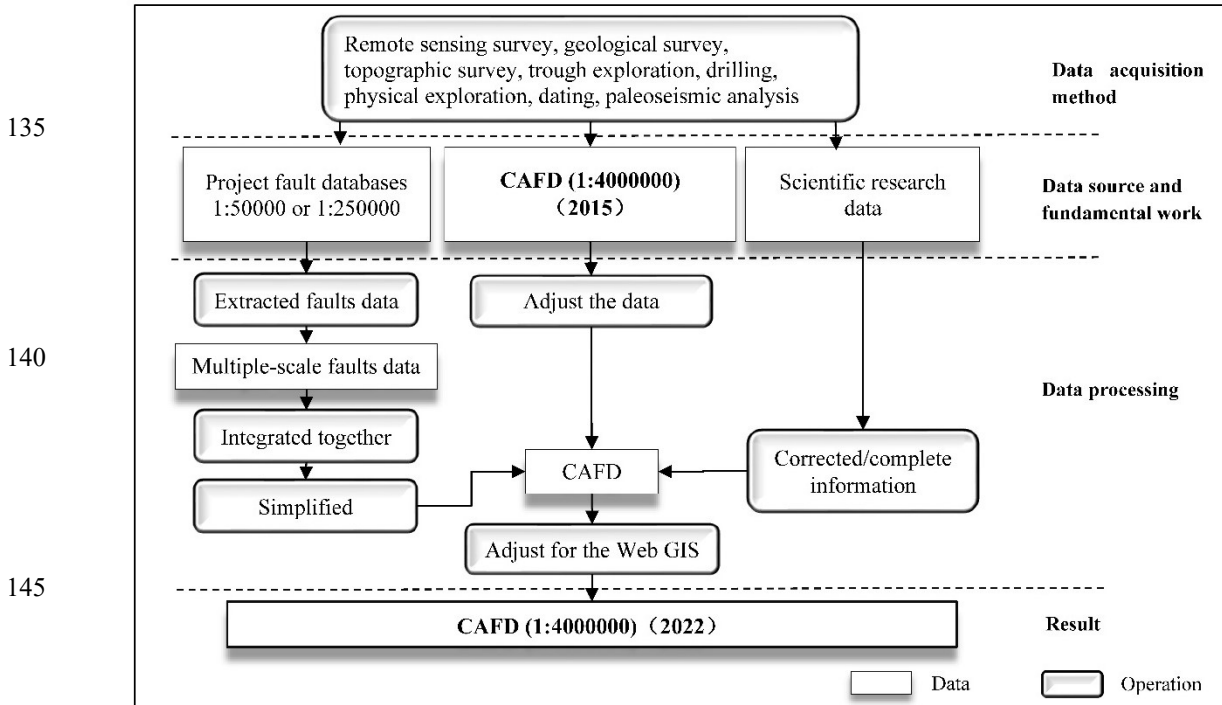 Remote sensing survey, geological survey,
topographic survey, trough exploration, drilling,
physical exploration, dating, paleoseismic analysis
Data acquisition
method
135
Project fault databases
1:50000 or 1:250000
CAFD (1:4000000)
（2015）
Scientific research
data
Data source and
fundamental work
Extracted faults data
Adjust the data
140
Multiple-scale faults data
Data processing
Integrated together
Corrected/complete
information
CAFD
Simplified
Adjust for the Web GIS
145
CAFD (1:4000000)（2022）
Result
Data
Operation